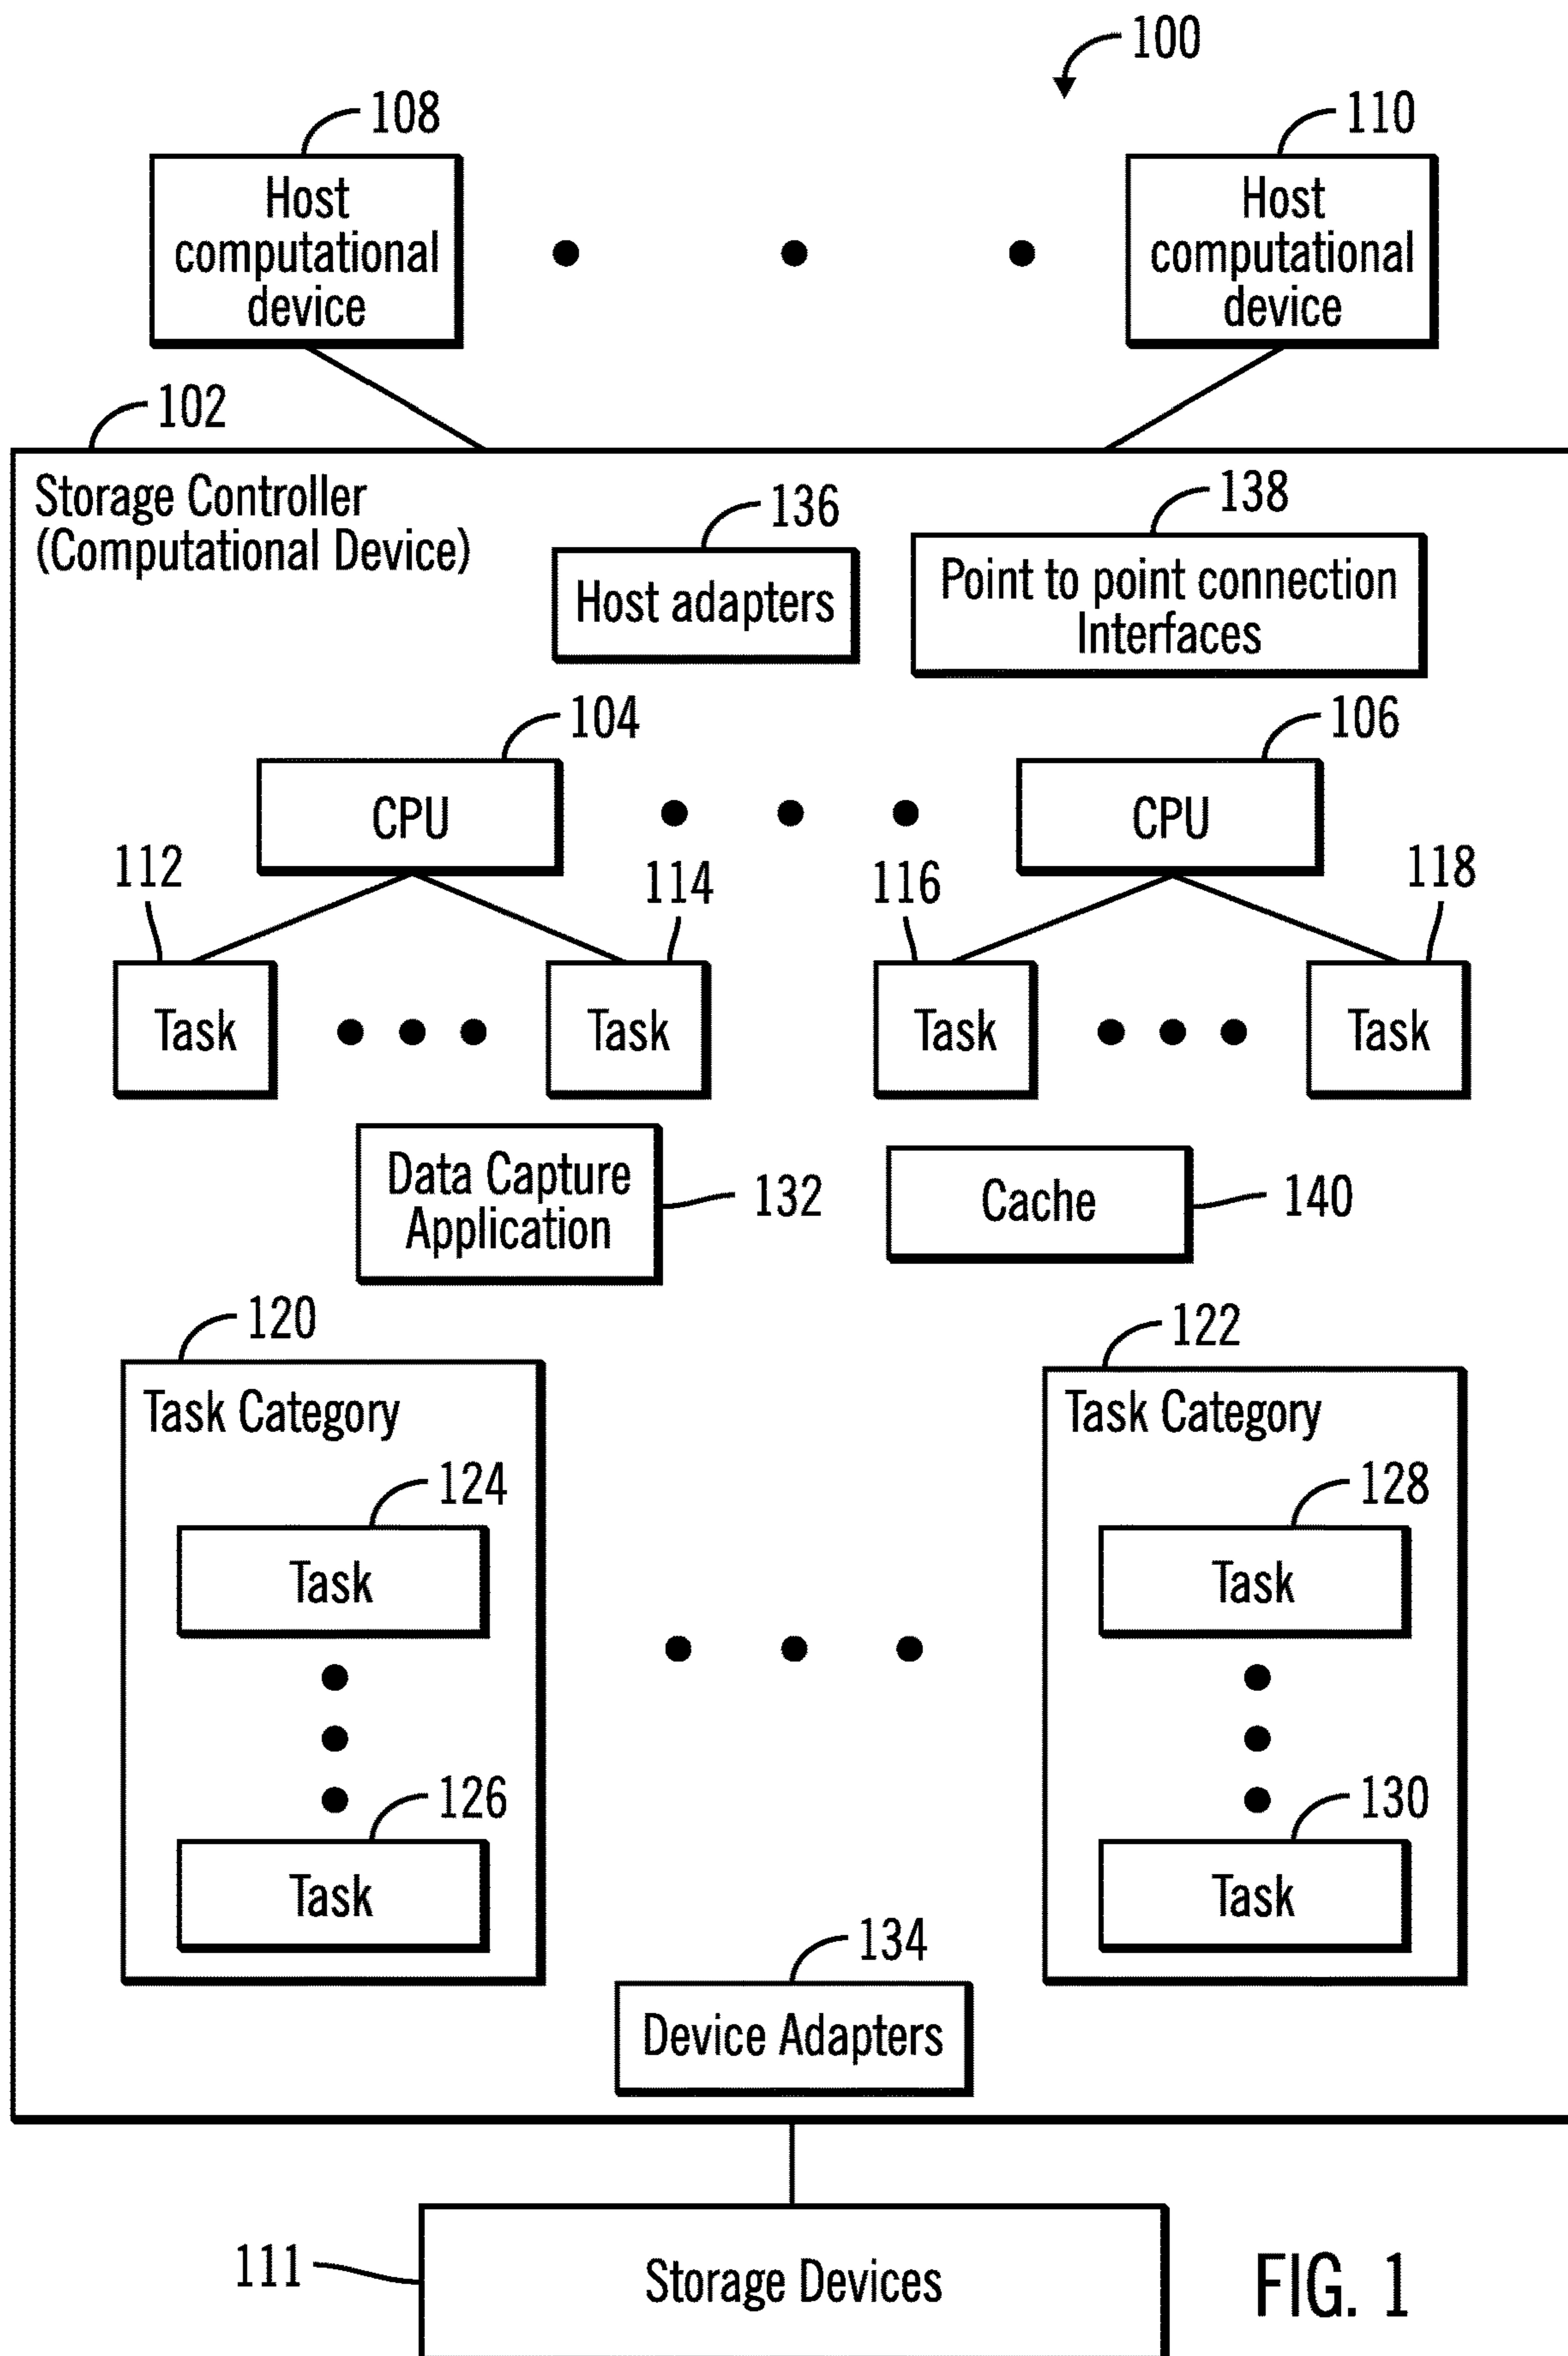 100
108
110
Host
computational
device
Host
computational
device
102
Storage Controller
(Computational Device)
136
138
Host adapters
Point to point connection
Interfaces
104
106
CPU
CPU
112
114
116
118
Task
Task
Task
Task
Data Capture
Application
132
Cache
140
120
122
Task Category
Task Category
124
128
Task
Task
126
130
Task
Task
134
Device Adapters
111
Storage Devices
FIG. 1